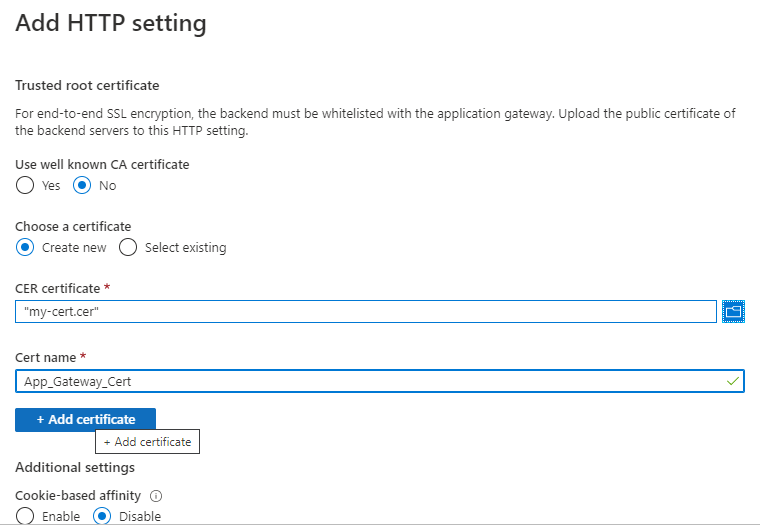 Add HTTP setting
Trusted root certificate
For end-to-end SSL encryption, the backend must be whitelisted with the application gateway. Upload the public certificate of
the backend servers to this HTTP setting.
Use well known CA certificate
Yes No
Choose a certificate
Create new Select existing
CER certificate *
"my-cert.cer"
Cert name *
App_Gateway_Cert
+ Add certificate
+ Add certificate
Additional settings
Cookie-based affinity
Enable Disable